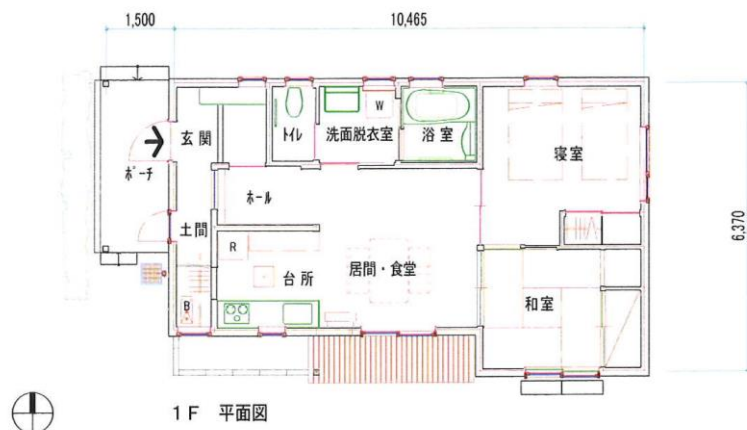 1,500
10,465
玄関
ﾄｲﾚ
洗面脱衣室
W
浴室
寝室
ﾎﾟｰﾁ
ﾎｰﾙ
土間
R
台所
居間・食堂
和室
B
6,370
1F 平面図